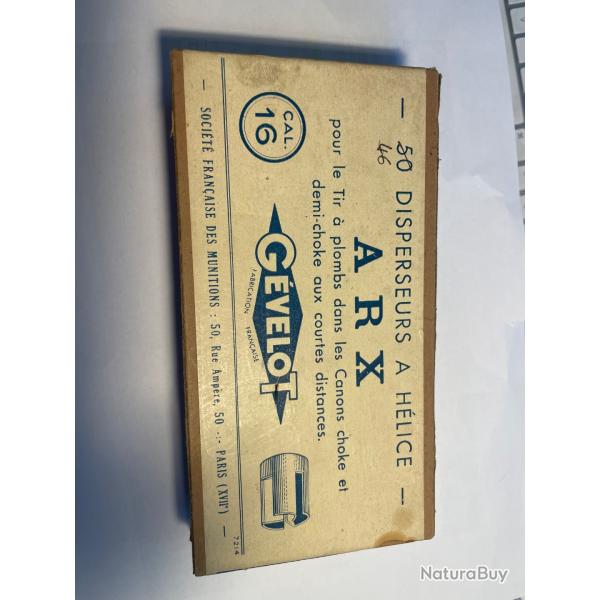 — 50 DISPERSEURS A HÉLICE —
46
ARX
pour le Tir à plombs dans les Canons choke et
demi-choke aux courtes distances.
CAL.
16
GÉVELOT
FABRICATION FRANÇAISE
— SOCIÉTÉ FRANÇAISE DES MUNITIONS : 50, Rue Ampère, 50 -:- PARIS (XVIIe) —
7214
NaturaBuy